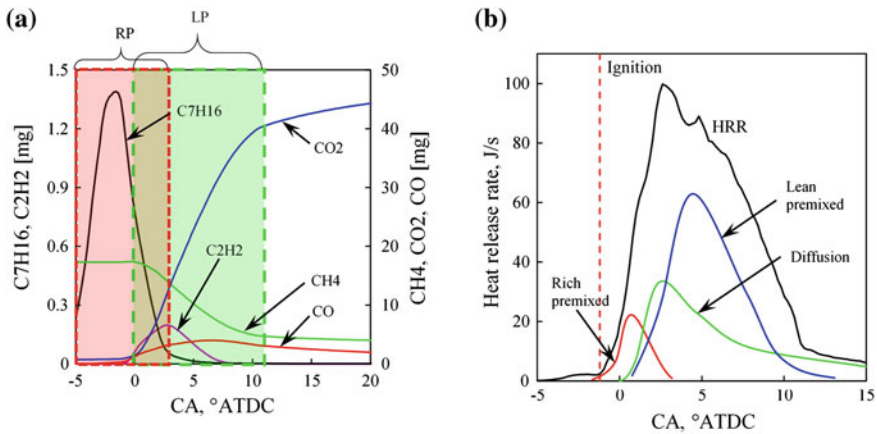 (a)
RP
LP
1.5
1.2
0.9
0.6
0.3
0
C7H16, C2H2 [mg]
50
40
30
20
10
0
CH4, CO2, CO [mg]
C7H16
CO2
C2H2
CH4
CO
-5
0
5
10
15
20
CA, °ATDC
(b)
Ignition
100
80
60
40
20
0
Heat release rate, J/s
HRR
Lean
premixed
Diffusion
Rich
premixed
-5
0
5
10
15
CA, °ATDC